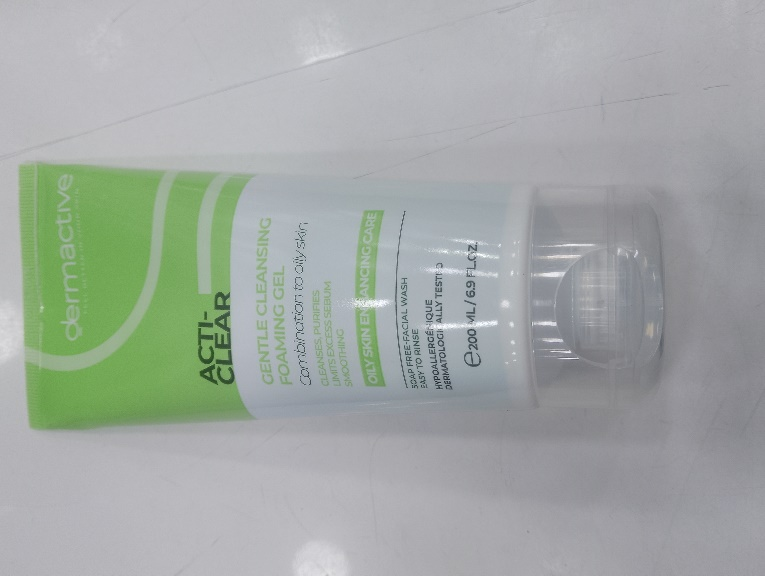 dermactive
ACTI-
CLEAR
GENTLE CLEANSING
FOAMING GEL
combination to oily skin
CLEANSES, PURIFIES
LIMITS EXCESS SEBUM
SMOOTHING
OILY SKIN ENHANCING CARE
SOAP FREE-FACIAL WASH
EASY TO RINSE
HYPOALLERGÉNIQUE
DERMATOLOGICALLY TESTED
℮200 ML / 6.9 FL.OZ.